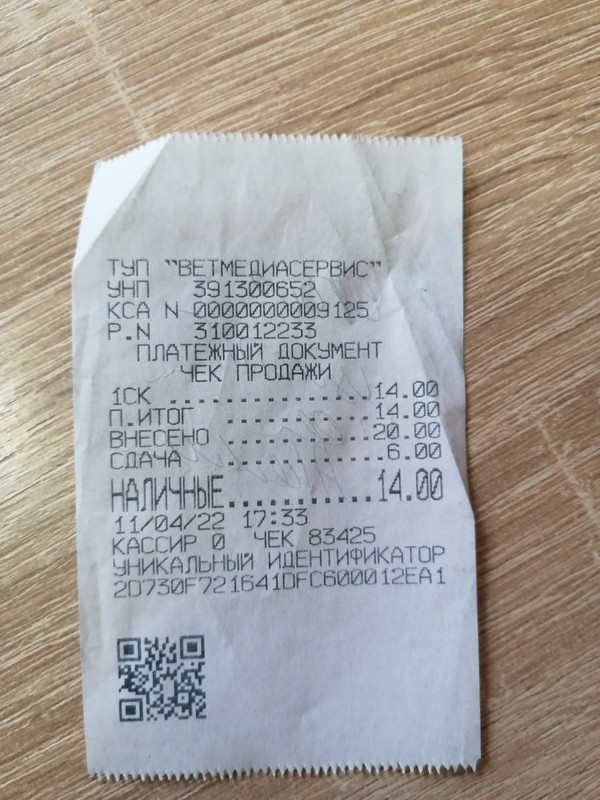 ТУП "ВЕТМЕДИАСЕРВИС"
УНП 391300652
КСА N 0000000009125
Р.N 310012233
ПЛАТЕЖНЫЙ ДОКУМЕНТ
ЧЕК ПРОДАЖИ
1СК ..................14.00
П.ИТОГ ............14.00
ВНЕСЕНО ............20.00
СДАЧА ............6.00
НАЛИЧНЫЕ...........14.00
11/04/22 17:33
КАССИР 0 ЧЕК 83425
УНИКАЛЬНЫЙ ИДЕНТИФИКАТОР
2D730F721641DFC600012EA1